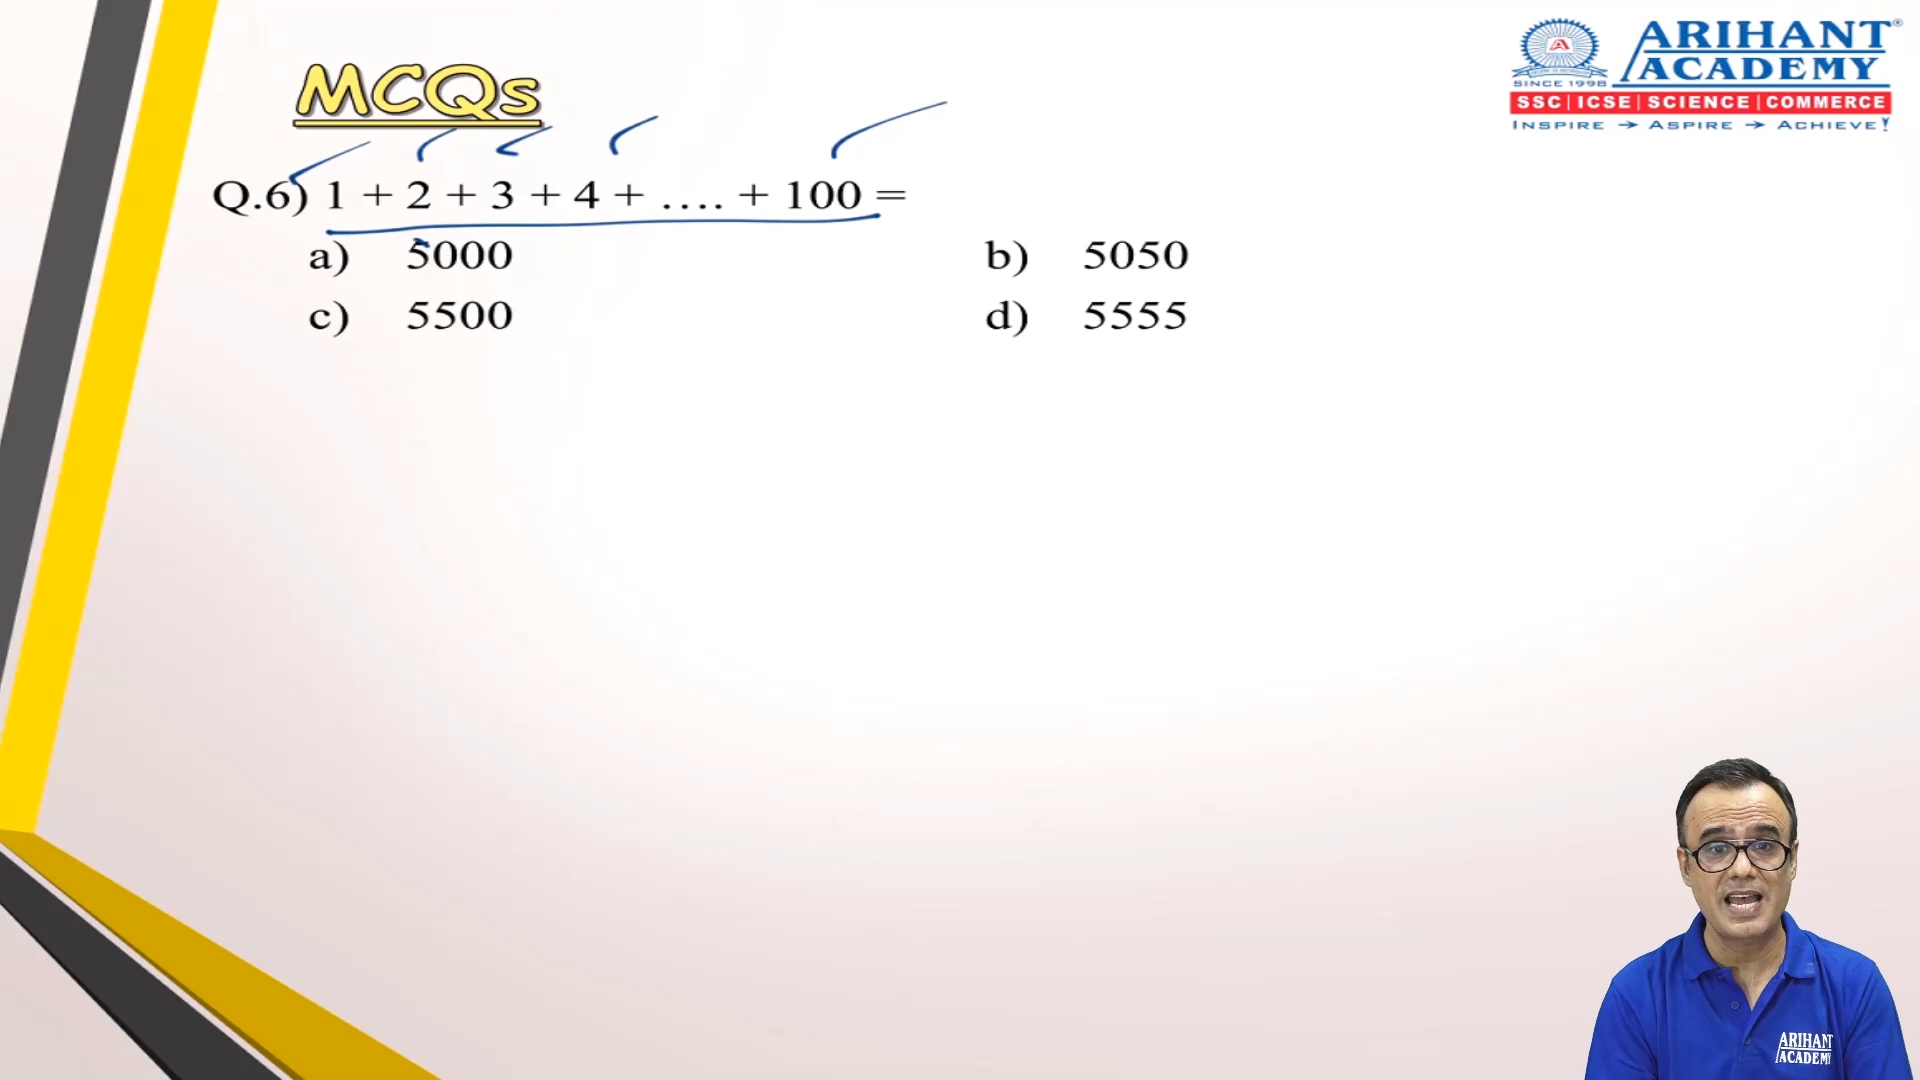 MCQs
ARIHANT
ACADEMY
SINCE 1998
SSC | ICSE | SCIENCE | COMMERCE
INSPIRE → ASPIRE → ACHIEVE!
Q.6) 1 + 2 + 3 + 4 + .... + 100 =
a) 5000 b) 5050
c) 5500 d) 5555
ARIHANT
ACADEMY